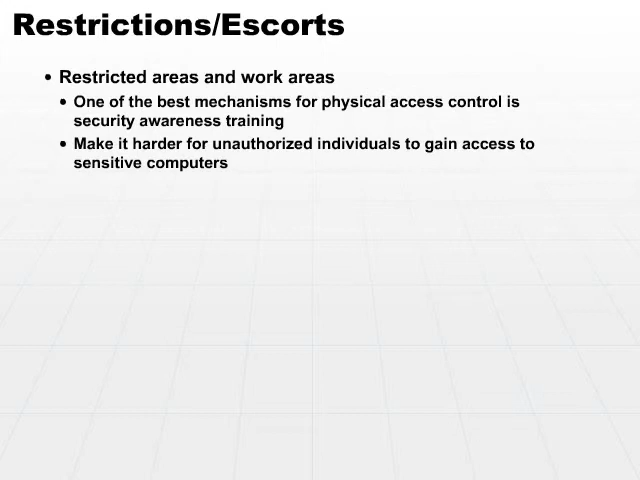 Restrictions/Escorts
• Restricted areas and work areas
• One of the best mechanisms for physical access control is
security awareness training
• Make it harder for unauthorized individuals to gain access to
sensitive computers